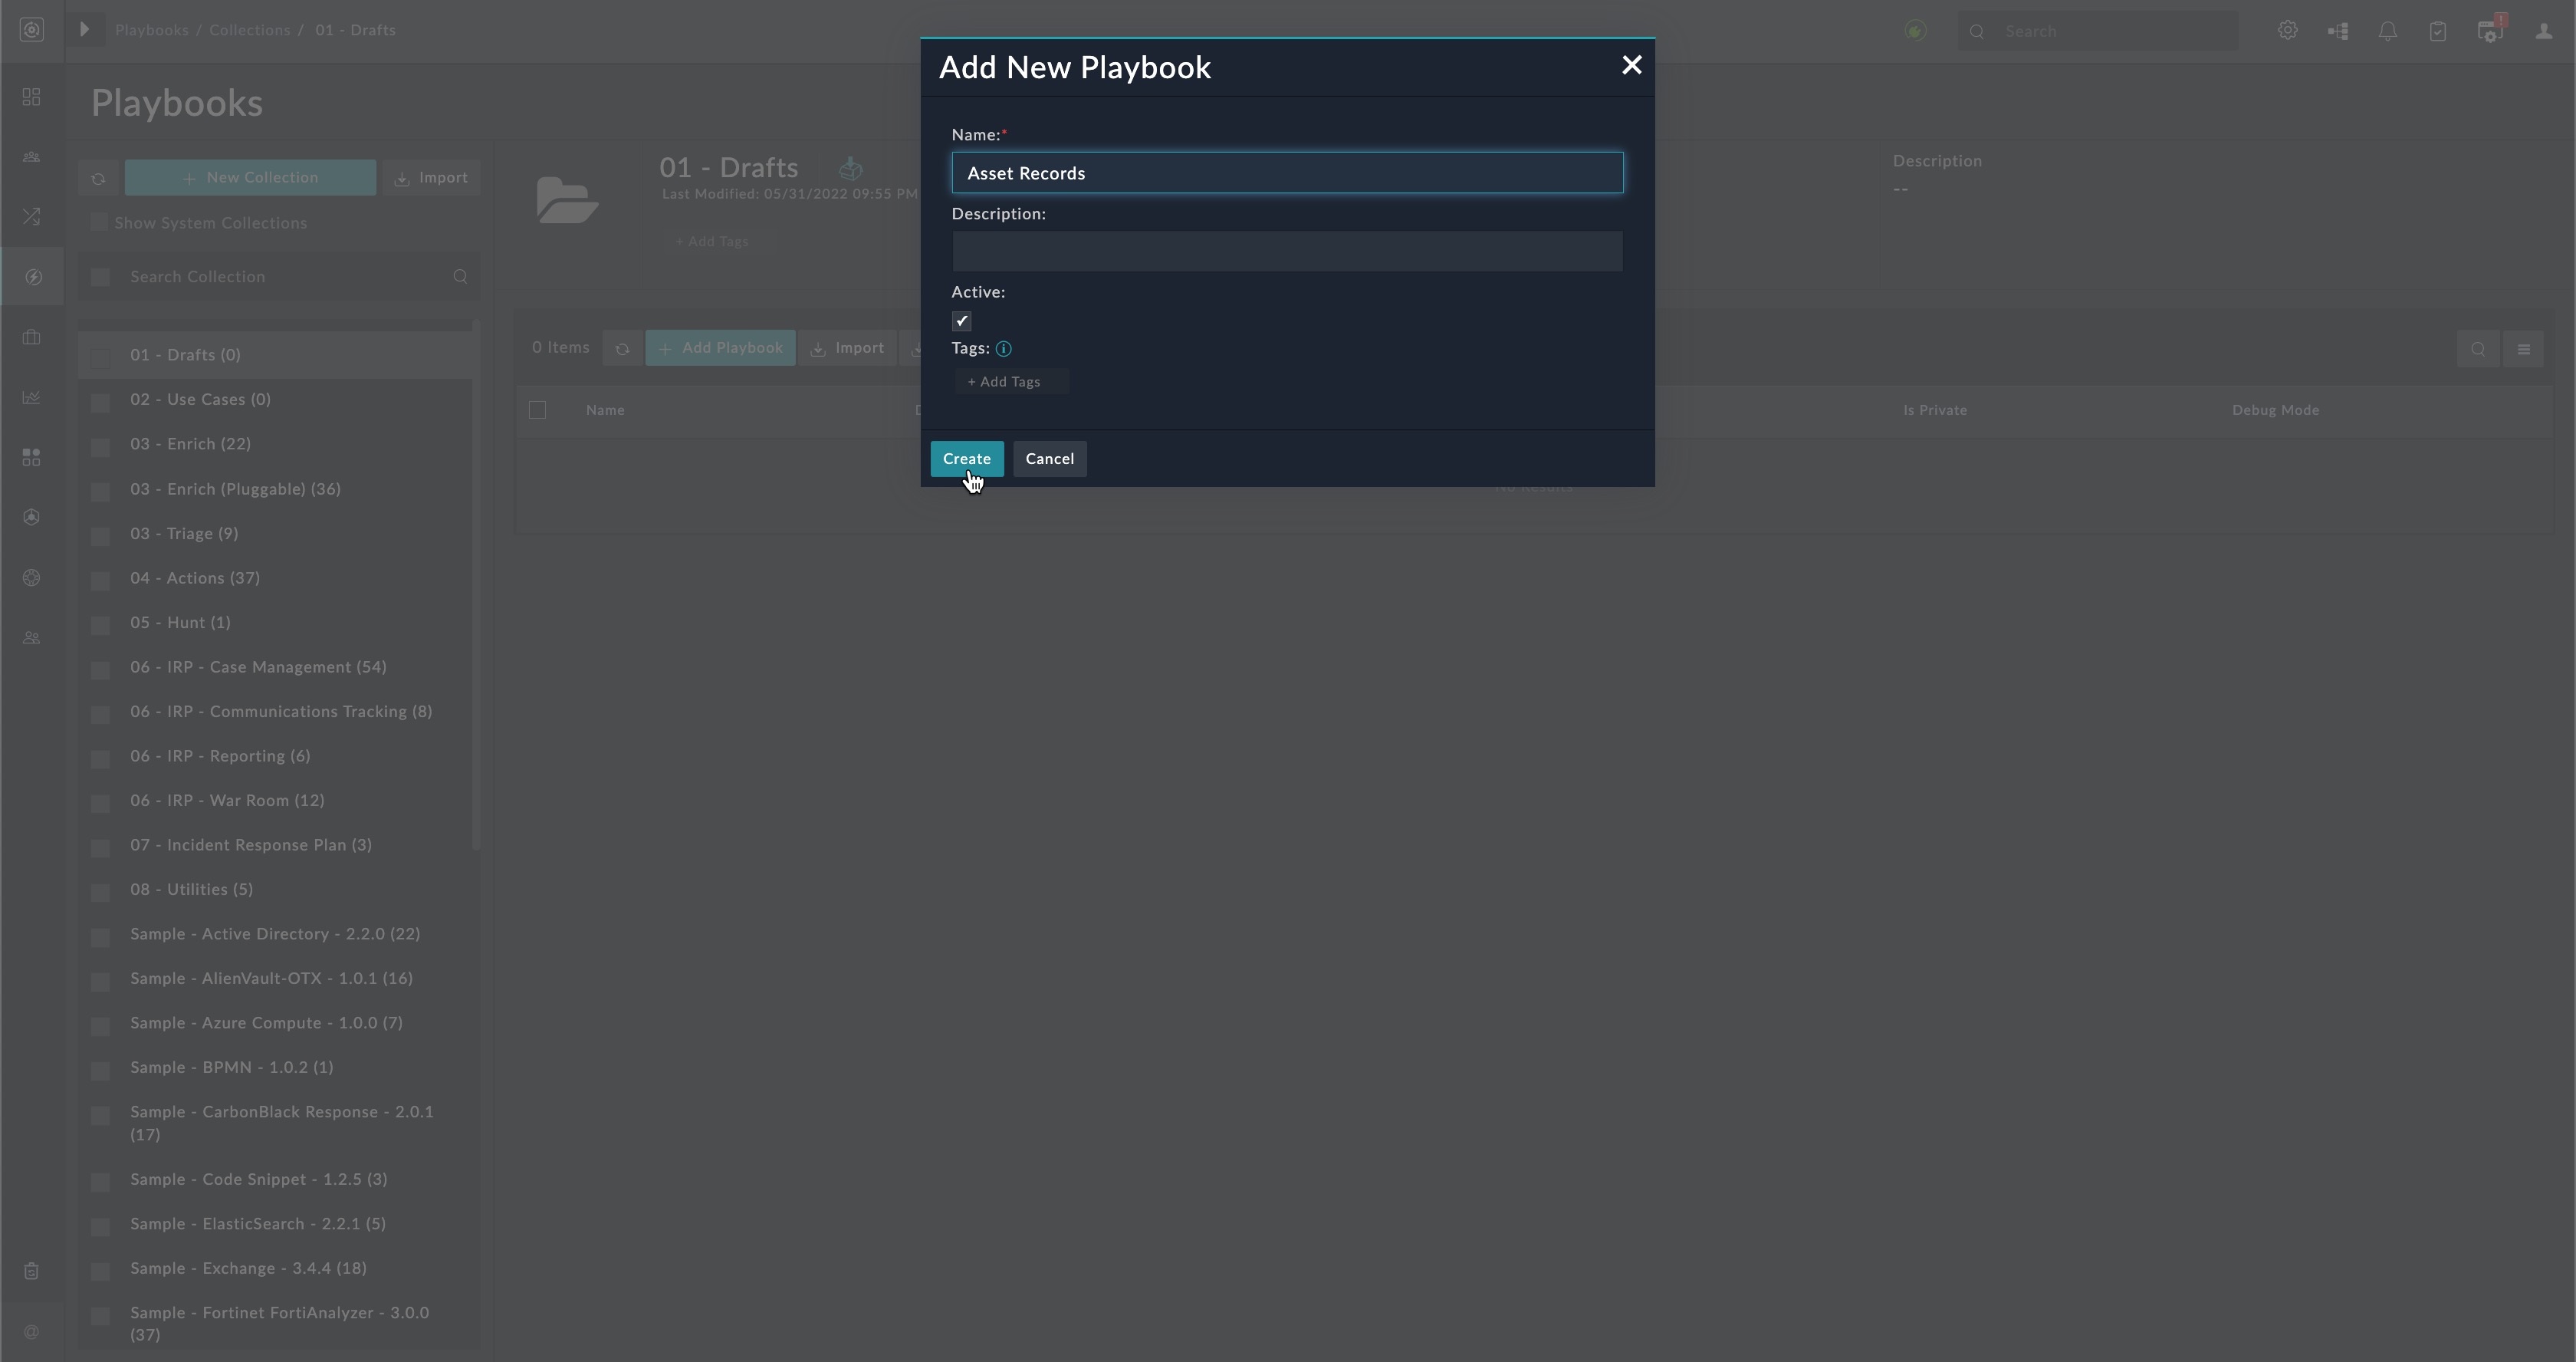 Playbooks / Collections / 01 - Drafts
Search
!
Playbooks
+ New Collection
Import
Show System Collections
Search Collection
01 - Drafts (0)
02 - Use Cases (0)
03 - Enrich (22)
03 - Enrich (Pluggable) (36)
03 - Triage (9)
04 - Actions (37)
05 - Hunt (1)
06 - IRP - Case Management (54)
06 - IRP - Communications Tracking (8)
06 - IRP - Reporting (6)
06 - IRP - War Room (12)
07 - Incident Response Plan (3)
08 - Utilities (5)
Sample - Active Directory - 2.2.0 (22)
Sample - AlienVault-OTX - 1.0.1 (16)
Sample - Azure Compute - 1.0.0 (7)
Sample - BPMN - 1.0.2 (1)
Sample - CarbonBlack Response - 2.0.1
(17)
Sample - Code Snippet - 1.2.5 (3)
Sample - ElasticSearch - 2.2.1 (5)
Sample - Exchange - 3.4.4 (18)
Sample - Fortinet FortiAnalyzer - 3.0.0
(37)
01 - Drafts
Last Modified: 05/31/2022 09:55 PM
+ Add Tags
Description
--
0 Items
+ Add Playbook
Import
Name
Is Private
Debug Mode
No Results
Add New Playbook
Name:*
Asset Records
Description:
Active:
Tags:
+ Add Tags
Create
Cancel